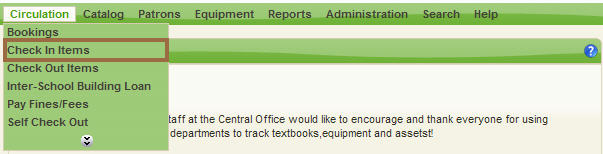 Circulation Catalog Patrons Equipment Reports Administration Search Help
Bookings
Check In Items
Check Out Items
Inter-School Building Loan
Pay Fines/Fees
Self Check Out
taff at the Central Office would like to encourage and thank everyone for using
departments to track textbooks,equipment and assetst!
?